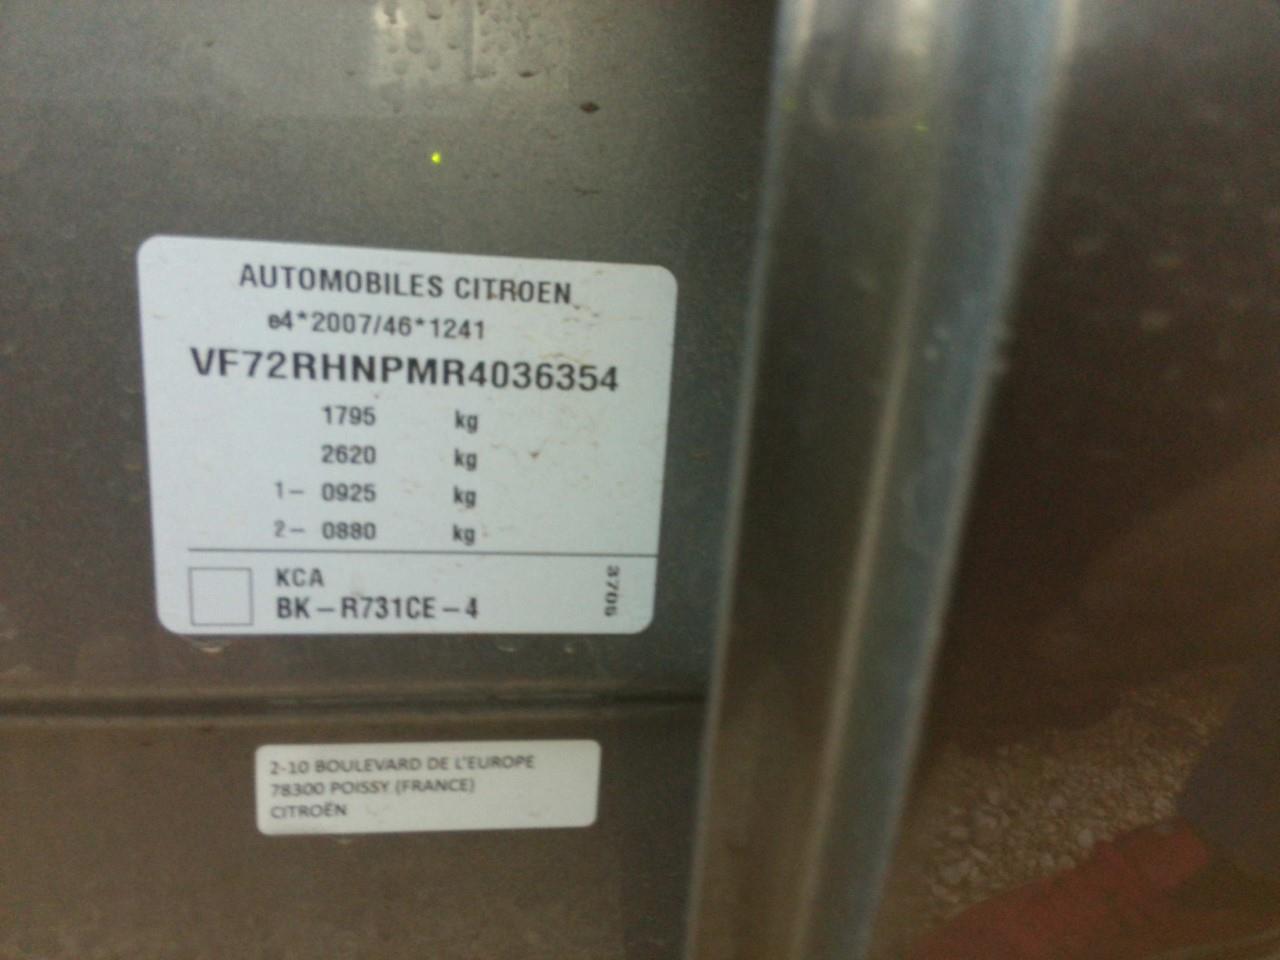 AUTOMOBILES CITROEN
e4*2007/46*1241
VF72RHNPMR4036354
1795 kg
2620 kg
1– 0925 kg
2– 0880 kg
KCA
BK–R731CE–4
3705
2-10 BOULEVARD DE L'EUROPE
78300 POISSY (FRANCE)
CITROËN